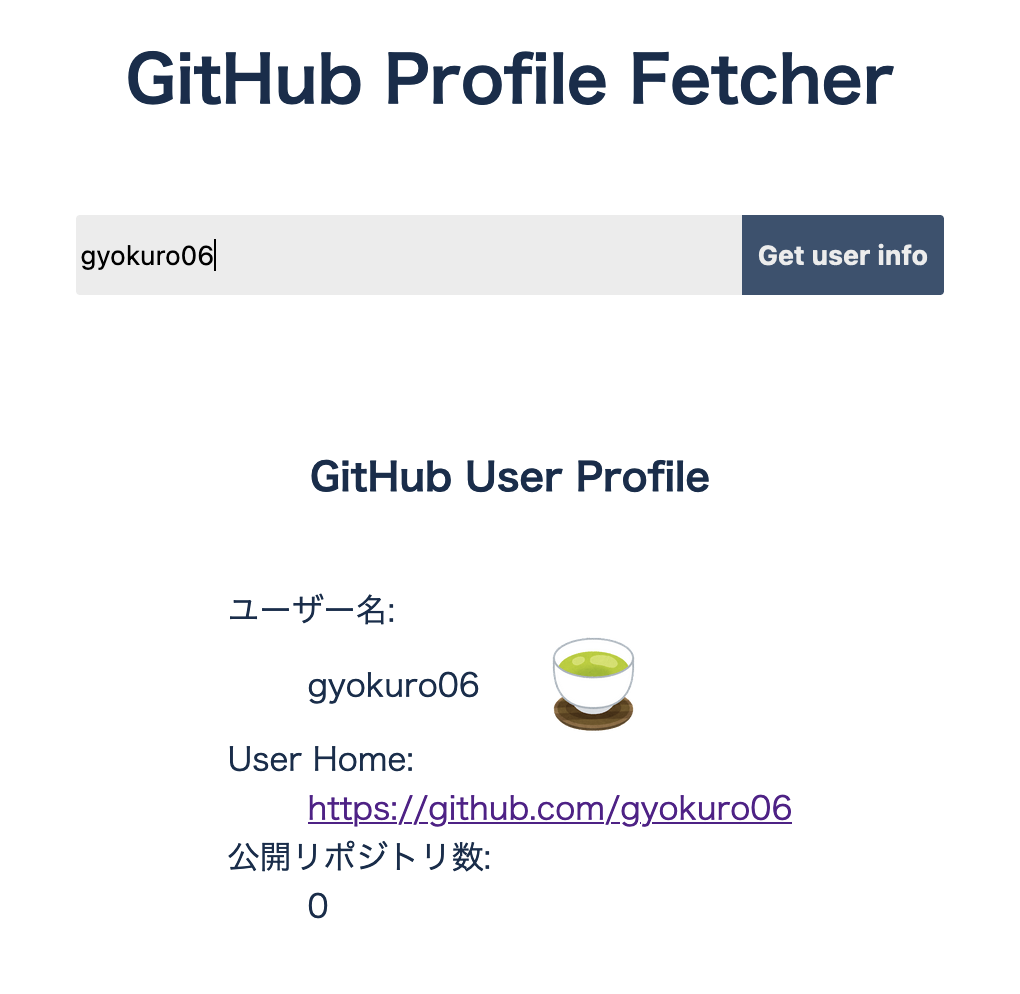 GitHub Profile Fetcher
gyokuro06
Get user info
GitHub User Profile
ユーザー名:
gyokuro06
User Home:
https://github.com/gyokuro06
公開リポジトリ数:
0